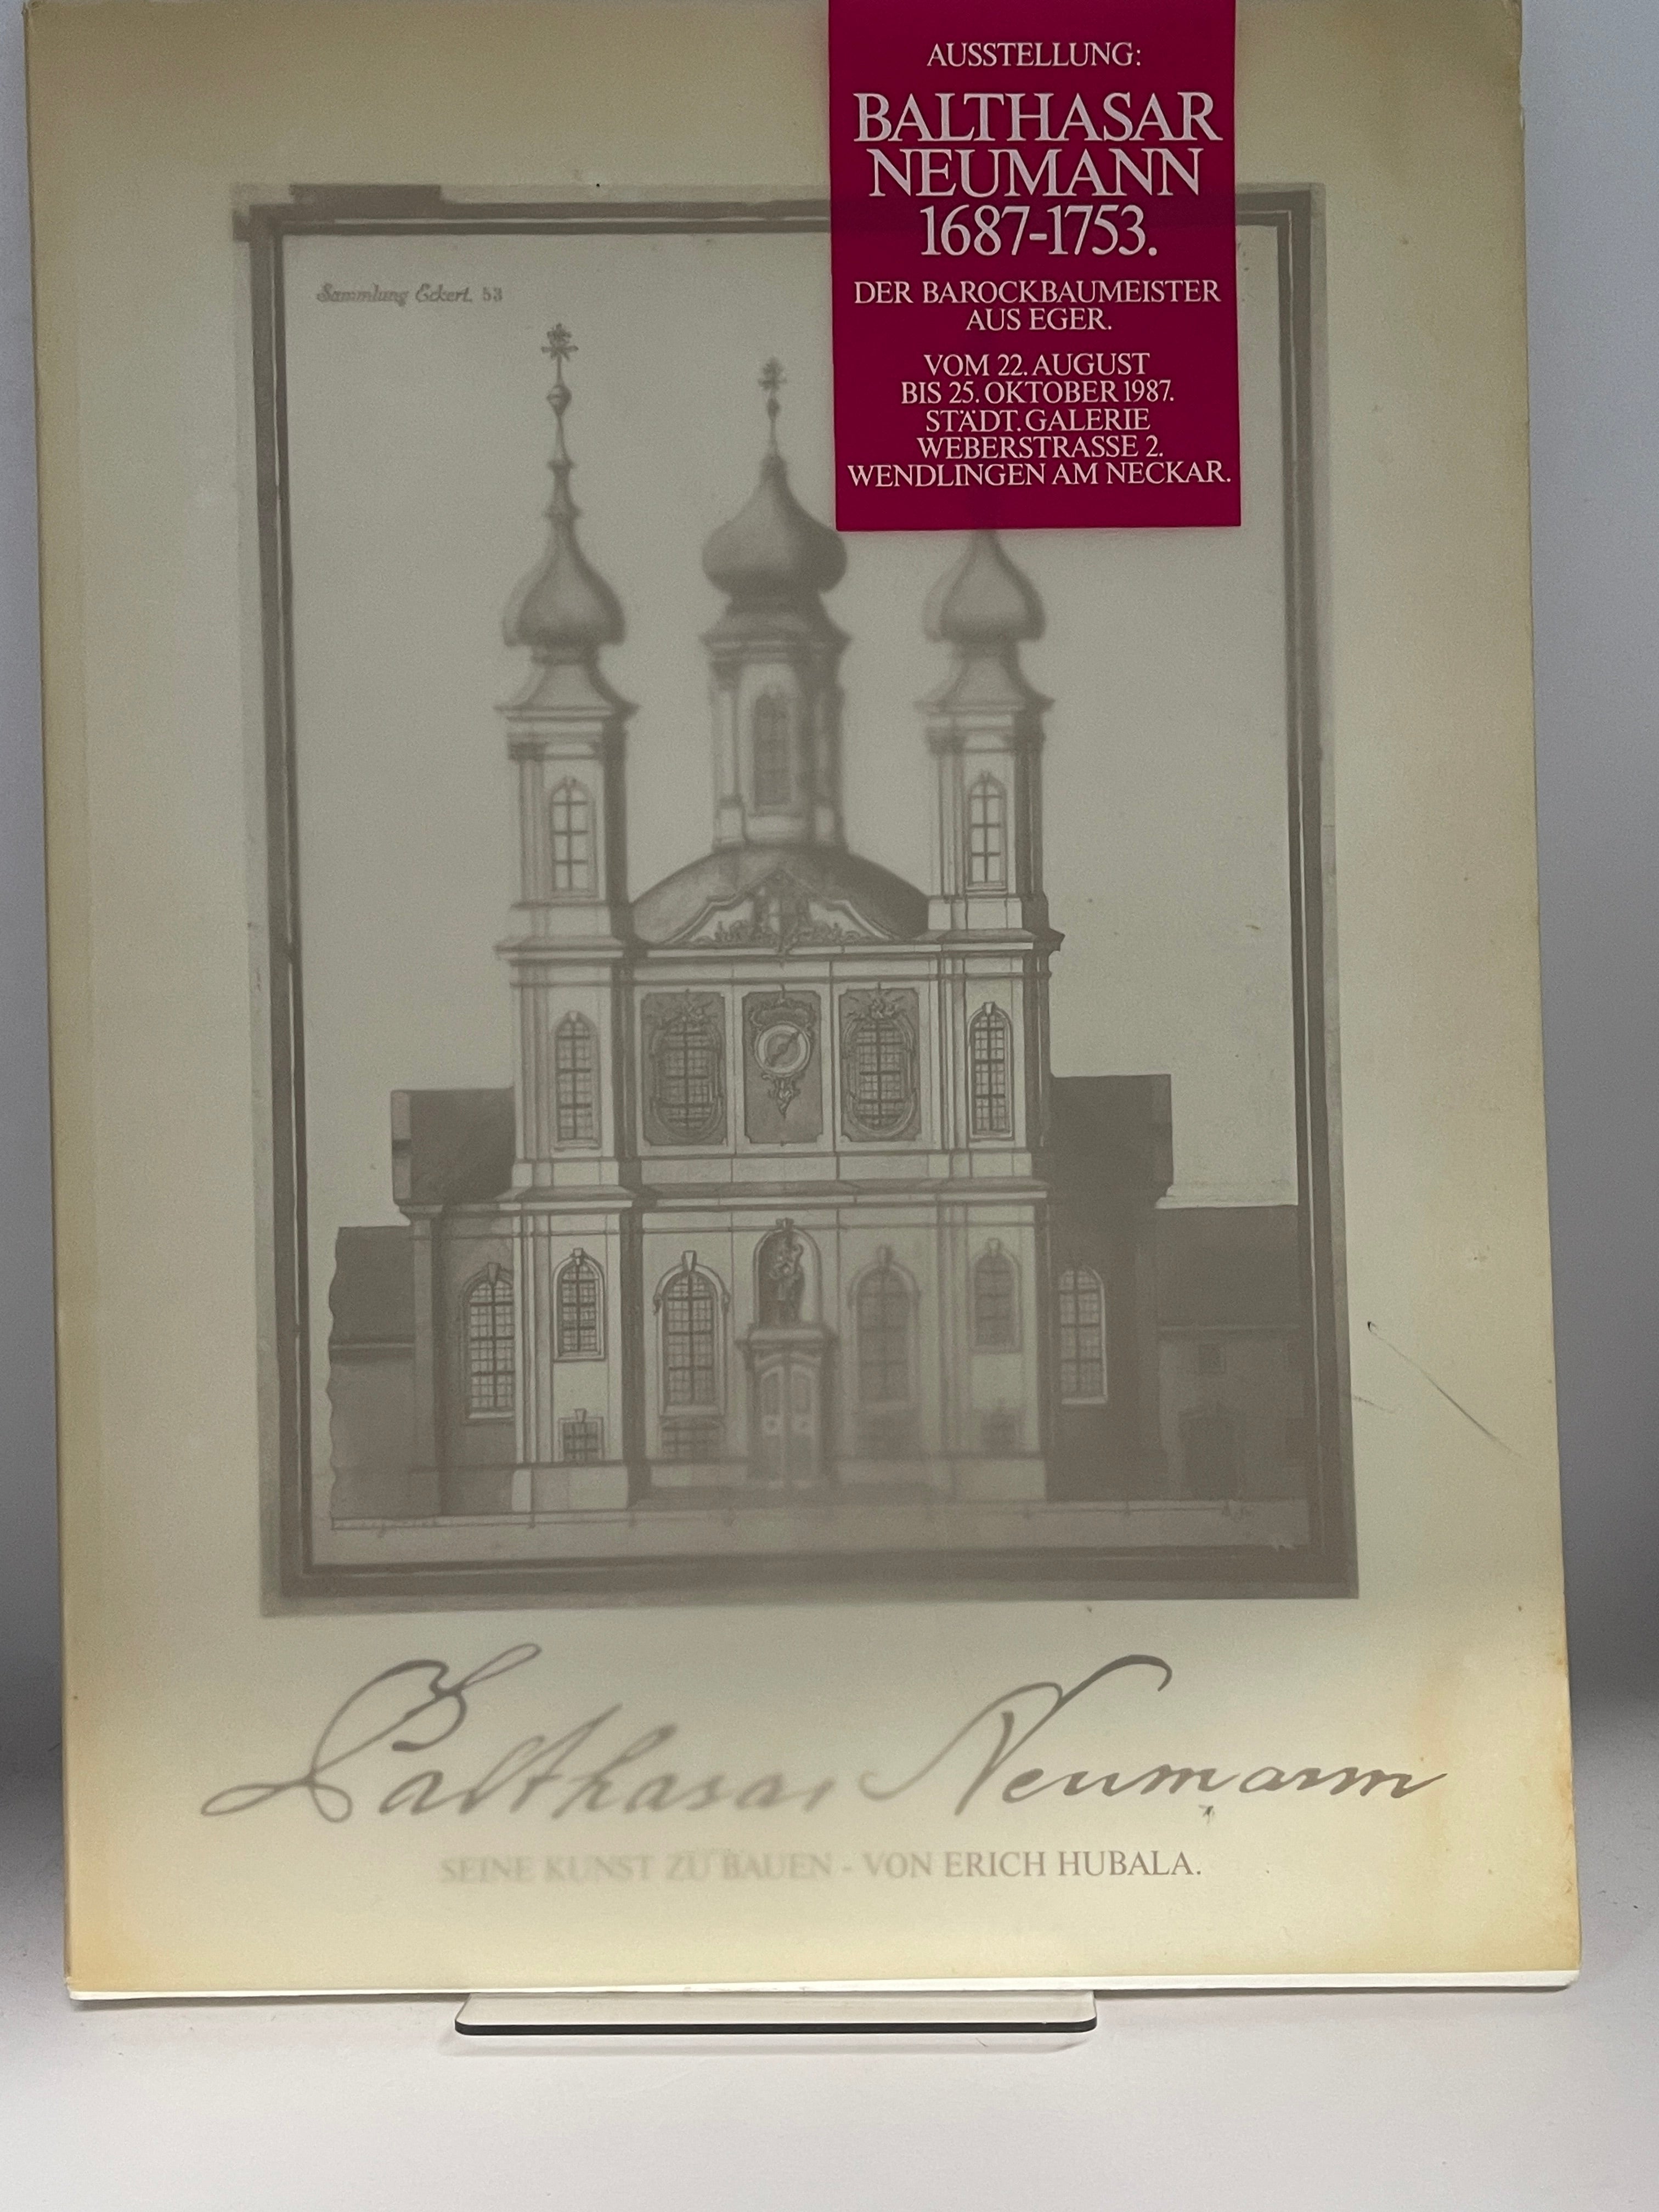 AUSSTELLUNG:
BALTHASAR
NEUMANN
1687-1753.
DER BAROCKBAUMEISTER
AUS EGER.
VOM 22. AUGUST
BIS 25. OKTOBER 1987.
STÄDT. GALERIE
WEBERSTRASSE 2.
WENDLINGEN AM NECKAR.
Sammlung Eckert. 53
Balthasar Neumann
SEINE KUNST ZU BAUEN - VON ERICH HUBALA.